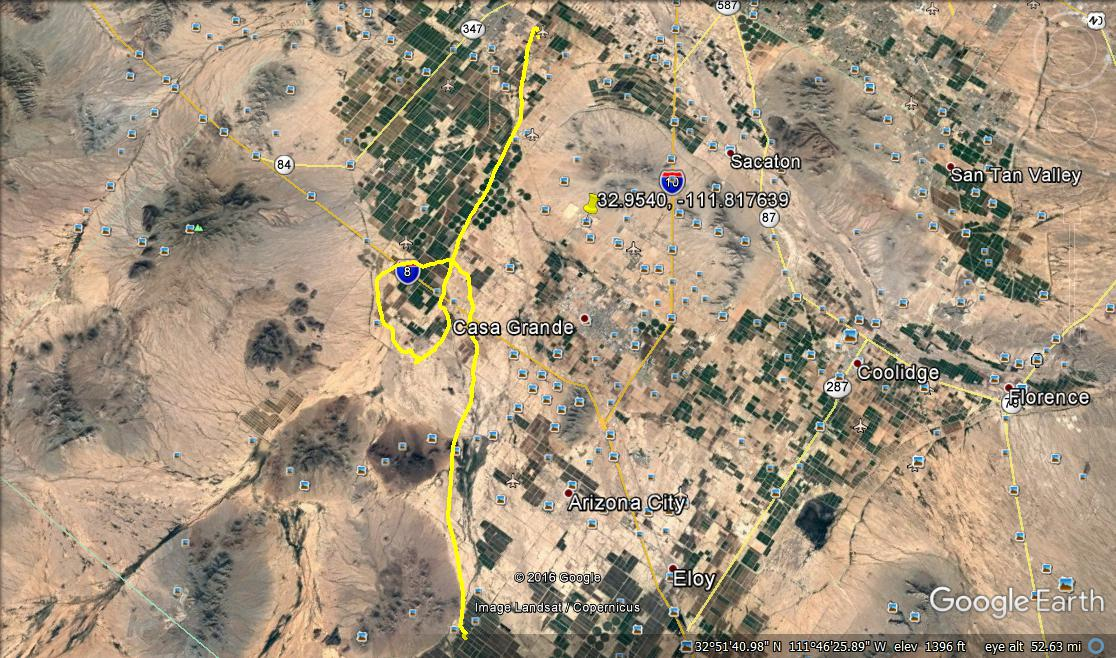 587
347
84
Sacaton
10
San Tan Valley
32.9540, -111.817639
87
8
Casa Grande
Coolidge
287
79
Florence
Arizona City
Eloy
© 2016 Google
Image Landsat / Copernicus
Google Earth
32°51'40.98" N 111°46'25.89" W elev 1396 ft eye alt 52.63 mi